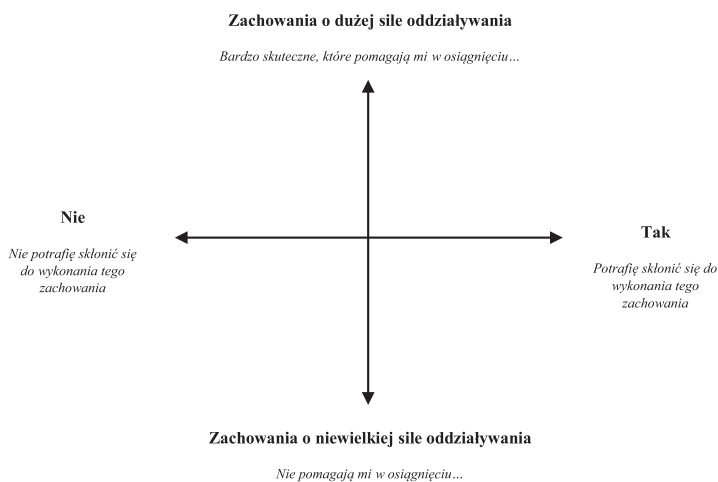 Zachowania o dużej sile oddziaływania
Bardzo skuteczne, które pomagają mi w osiągnięciu…
Nie
Nie potrafię skłonić się
do wykonania tego
zachowania
Tak
Potrafię skłonić się do
wykonania tego
zachowania
Zachowania o niewielkiej sile oddziaływania
Nie pomagają mi w osiągnięciu…